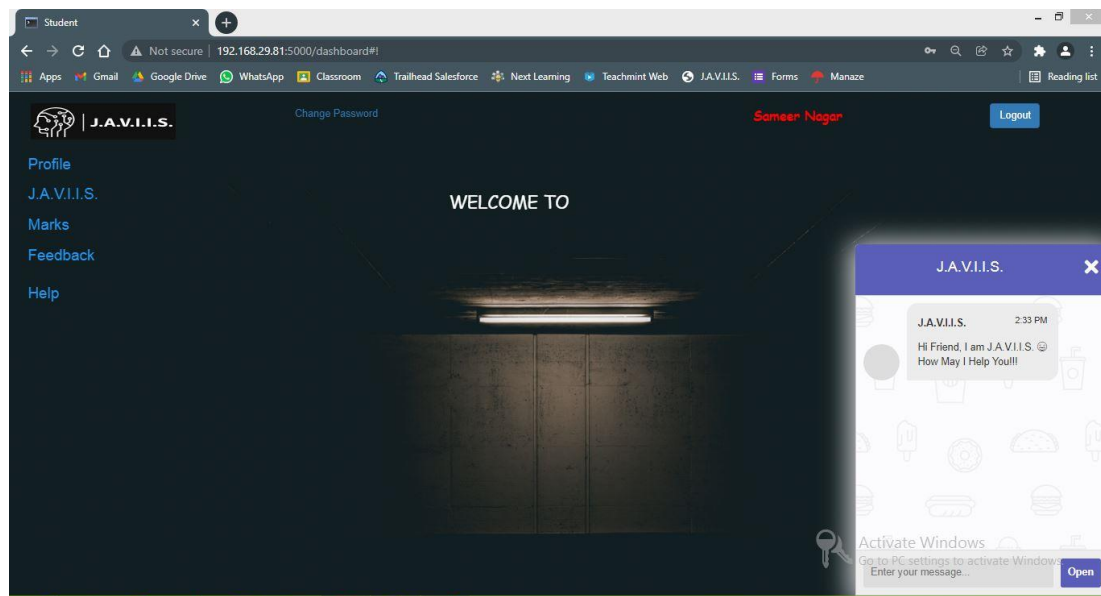 Student
Not secure | 192.168.29.81:5000/dashboard#!
Apps Gmail Google Drive WhatsApp Classroom Trailhead Salesforce Next Learning Teachmint Web J.A.V.I.I.S. Forms Manaze Reading list
J.A.V.I.I.S. Change Password Sameer Nagar Logout
Profile
J.A.V.I.I.S.
Marks
Feedback
Help
WELCOME TO
J.A.V.I.I.S.
J.A.V.I.I.S. 2:33 PM
Hi Friend, I am J.A.V.I.I.S. 😄
How May I Help You!!!
Activate Windows
Go to PC settings to activate Windows
Enter your message...
Open